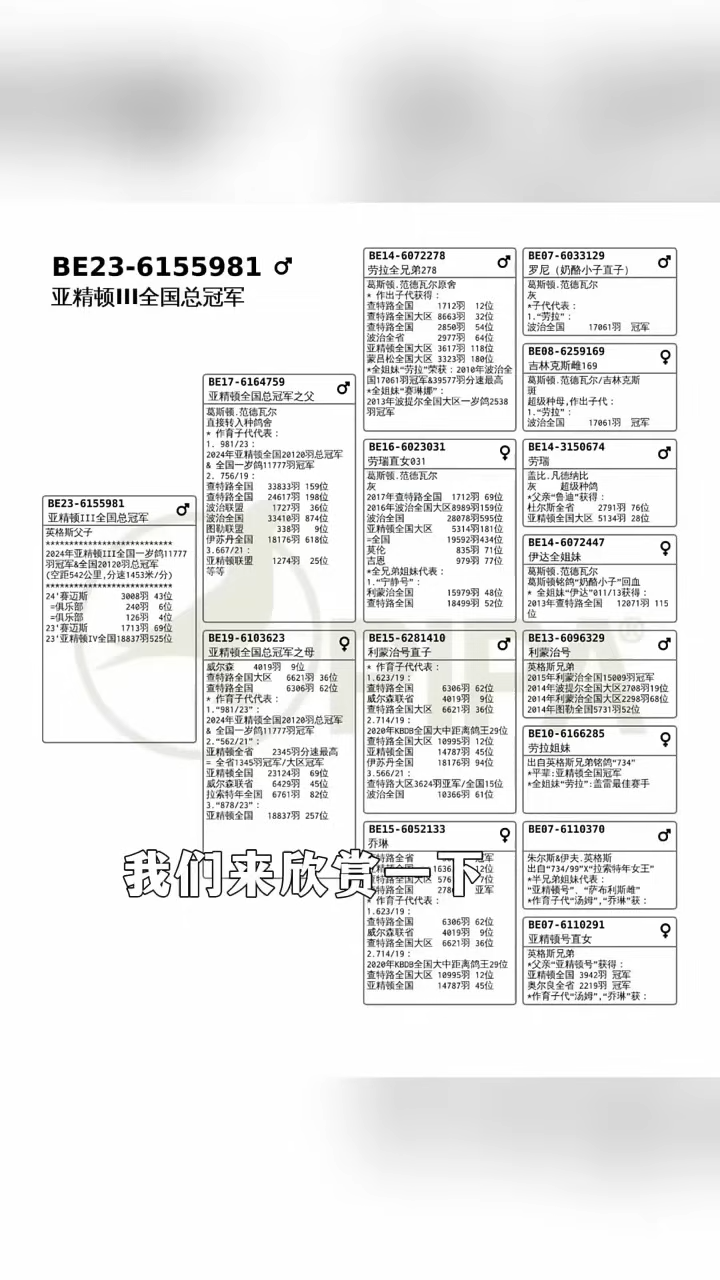 BE23-6155981 ♂
亚精顿III全国总冠军
BE23-6155981 ♂
亚精顿III全国总冠军
英格斯父子
**************************
2024年亚精顿III全国一岁鸽11777
羽冠军&全国20120羽总冠军
(空距542公里,分速1453米/分)
**************************
24'赛迈斯 3008羽 43位
=俱乐部 240羽 6位
=俱乐部 126羽 4位
23'赛迈斯 1713羽 69位
23'亚精顿IV全国18837羽525位
BE17-6164759 ♂
亚精顿全国总冠军之父
葛斯顿.范德瓦尔
直接转入种鸽舍
* 作育子代代表：
1. 981/23：
2024年亚精顿全国20120羽总冠军
& 全国一岁鸽11777羽冠军
2. 756/19：
查特路全国 33833羽 159位
查特路全国 24617羽 198位
波治联盟 1727羽 36位
波治全国 33410羽 874位
图勒联盟 338羽 9位
伊苏丹全国 18176羽 618位
3.667/21：
亚精顿联盟 1274羽 25位
等等
BE19-6103623 ♀
亚精顿全国总冠军之母
威尔森 4019羽 9位
查特路全国大区 6621羽 36位
查特路全国 6306羽 62位
* 作育子代代表：
1.“981/23”：
2024年亚精顿全国20120羽总冠军
& 全国一岁鸽11777羽冠军
2.“562/21”：
亚精顿全省 2345羽分速最高
= 全省1345羽冠军/大区冠军
亚精顿全国 23124羽 69位
威尔森联省 6429羽 45位
拉索特年全国 6761羽 82位
3.“878/23”：
亚精顿全国 18837羽 257位
BE14-6072278 ♂
劳拉全兄弟278
葛斯顿.范德瓦尔原舍
* 作出子代获得：
查特路全国 1712羽 12位
查特路全国大区 8663羽 32位
查特路全国 2850羽 54位
波治全省 2977羽 64位
亚精顿全国大区 3617羽 118位
蒙吕松全国大区 3323羽 180位
*全姐妹“劳拉”荣获：2010年波治全
国17061羽冠军&39577羽分速最高
*全姐妹“赛琳娜”：
2013年波提尔全国大区一岁鸽2538
羽冠军
BE16-6023031 ♀
劳瑞直女031
葛斯顿.范德瓦尔
灰
2017年查特路全国 1712羽 69位
2016年波治全国大区8989羽159位
波治全国 28078羽595位
亚精顿全国大区 5314羽181位
=全国 19592羽434位
莫伦 835羽 71位
吉恩 979羽 77位
*全兄弟姐妹代表：
1.“宁静号”：
利蒙治全国 15979羽 48位
查特路全国 18499羽 52位
BE15-6281410 ♂
利蒙治号直子
* 作育子代代表：
1.623/19：
查特路全国 6306羽 62位
威尔森联省 4019羽 9位
查特路全国大区 6621羽 36位
2.714/19：
2020年KBDB全国大中距离鸽王29位
查特路全国大区 10995羽 12位
亚精顿全国 14787羽 45位
伊苏丹全国 18176羽 94位
3.566/21：
查特路大区3624羽亚军/全国15位
波治全国 10366羽 61位
BE15-6052133 ♀
乔琳
查特路全省 冠军
12位
查特路全国大区
亚军
* 作育子代代表：
1.623/19：
查特路全国 6306羽 62位
威尔森联省 4019羽 9位
查特路全国大区 6621羽 36位
2.714/19：
2020年KBDB全国大中距离鸽王29位
查特路全国大区 10995羽 12位
亚精顿全国 14787羽 45位
BE07-6033129 ♂
罗尼（奶酪小子直子）
葛斯顿.范德瓦尔
灰
*子代代表：
1.“劳拉”：
波治全国 17061羽 冠军
BE08-6259169 ♀
吉林克斯雌169
葛斯顿.范德瓦尔/吉林克斯
斑
超级种母,作出子代：
1.“劳拉”：
波治全国 17061羽 冠军
BE14-3150674 ♂
劳瑞
盖比.凡德纳比
灰 超级种鸽
*父亲“鲁迪”获得：
杜尔斯全省 2791羽 76位
亚精顿全国大区 5134羽 28位
BE14-6072447 ♀
伊达全姐妹
葛斯顿.范德瓦尔
葛斯顿铭鸽“奶酪小子”回血
* 全姐妹“伊达”011/13获得：
2013年查特路全国 12071羽 115
位
BE13-6096329 ♂
利蒙治号
英格斯兄弟
2015年利蒙治全国15009羽冠军
2014年波提尔全国大区2708羽19位
2014年利蒙治全国大区2298羽68位
2014年图勒全国5731羽52位
BE10-6166285 ♀
劳拉姐妹
出自英格斯兄弟铭鸽“734”
*平辈:亚精顿全国冠军
*全姐妹“劳拉”:盖雷最佳赛手
BE07-6110370 ♂
朱尔斯&伊夫.英格斯
出自“734/99”X“拉索特年女王”
*半兄弟姐妹代表：
“亚精顿号”、“萨布利斯雌”
*作育子代“汤姆”,“乔琳”获：
BE07-6110291 ♀
亚精顿号直女
英格斯兄弟
*父亲“亚精顿号”获得：
亚精顿全国 3942羽 冠军
奥尔良全省 2219羽 冠军
*作育子代“汤姆”,“乔琳”获：
我们来欣赏一下
PIPA®